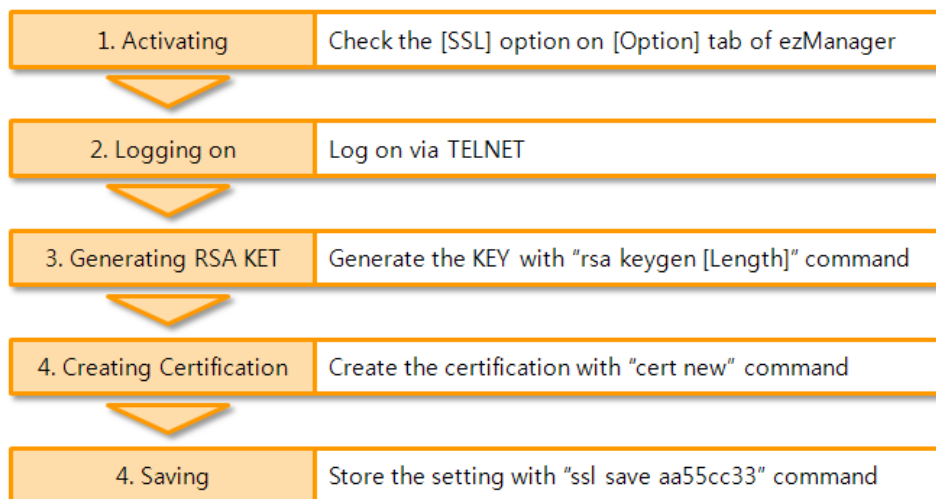 1. Activating
Check the [SSL] option on [Option] tab of ezManager
2. Logging on
Log on via TELNET
3. Generating RSA KET
Generate the KEY with “rsa keygen [Length]” command
4. Creating Certification
Create the certification with “cert new” command
4. Saving
Store the setting with “ssl save aa55cc33” command